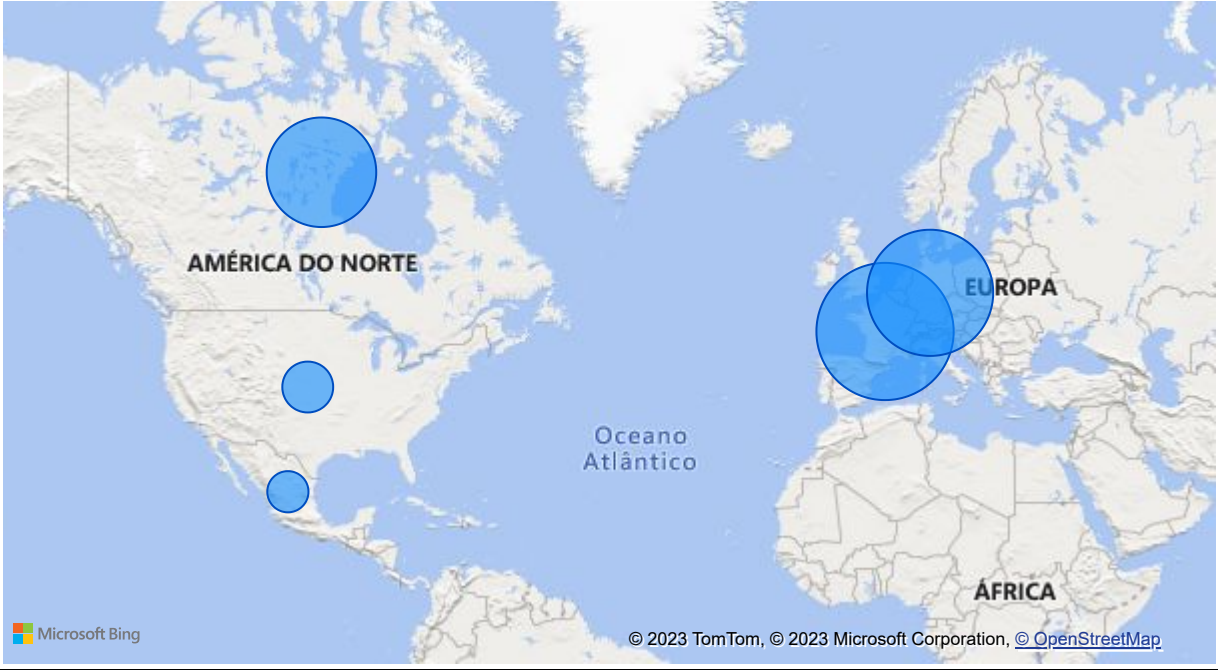 AMÉRICA DO NORTE
EUROPA
Oceano
Atlântico
ÁFRICA
Microsoft Bing
© 2023 TomTom, © 2023 Microsoft Corporation, © OpenStreetMap